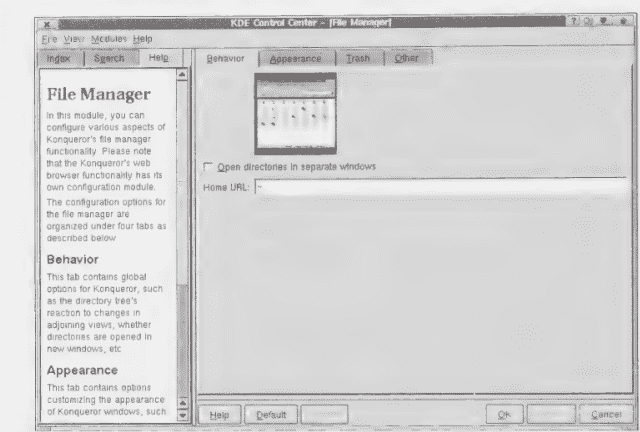 KDE Control Center - [File Manager]
File View Modules Help
Index Search Help
Behavior Appearance Trash Other
File Manager
In this module, you can
configure various aspects of
Konqueror's file manager
functionality. Please note
that the Konqueror's web
browser functionality has its
own configuration module.
The configuration options for
the file manager are
organized under four tabs as
described below
Behavior
This tab contains global
options for Konqueror, such
as the directory tree's
reaction to changes in
adjoining views, whether
directories are opened in
new windows, etc
Appearance
This tab contains options
customizing the appearance
of Konqueror windows, such
Open directories in separate windows
Home URL: ~
Help Default
Ok Cancel